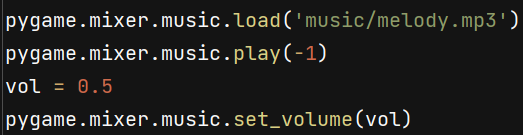 pygame.mixer.music.load('music/melody.mp3')
pygame.mixer.music.play(-1)
vol = 0.5
pygame.mixer.music.set_volume(vol)